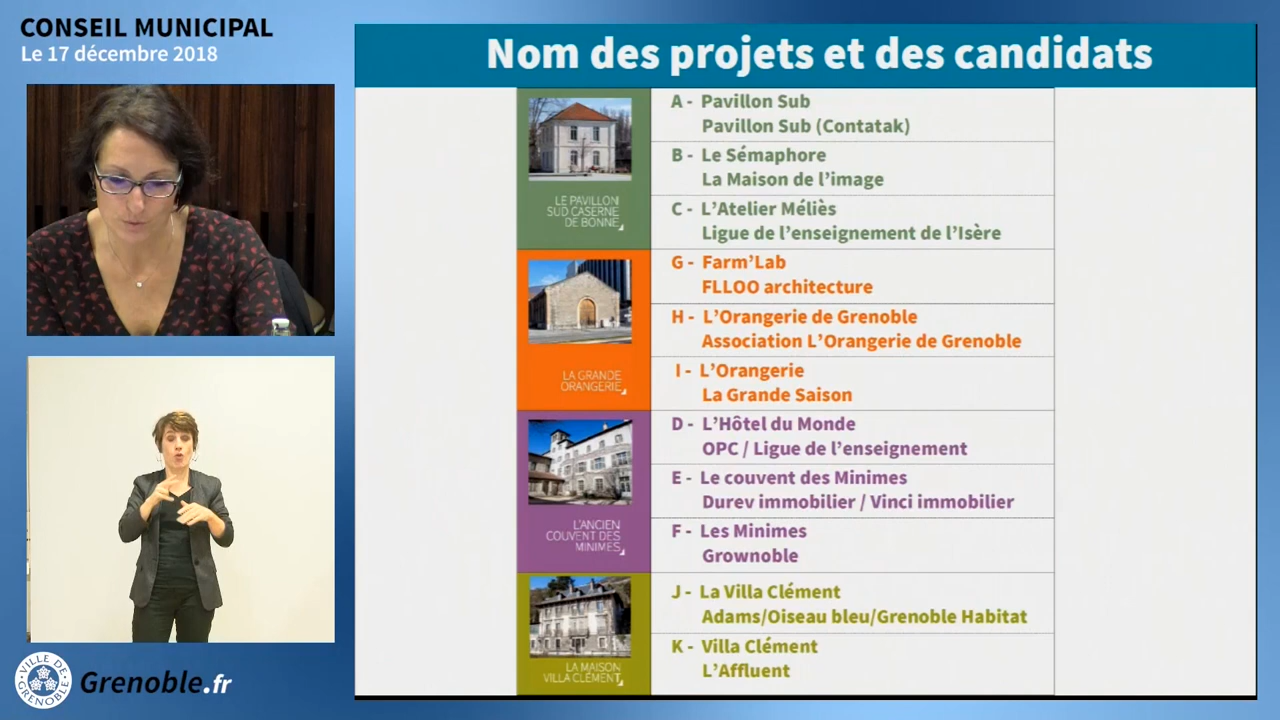 CONSEIL MUNICIPAL
Le 17 décembre 2018
Nom des projets et des candidats
LE PAVILLON
SUD CASERNE
DE BONNE
A - Pavillon Sub
Pavillon Sub (Contatak)
B - Le Sémaphore
La Maison de l'image
C - L'Atelier Méliès
Ligue de l'enseignement de l'Isère
LA GRANDE
ORANGERIE
G - Farm'Lab
FLLOO architecture
H - L'Orangerie de Grenoble
Association L'Orangerie de Grenoble
I - L'Orangerie
La Grande Saison
L'ANCIEN
COUVENT DES
MINIMES
D - L'Hôtel du Monde
OPC / Ligue de l'enseignement
E - Le couvent des Minimes
Durev immobilier / Vinci immobilier
F - Les Minimes
Grownoble
LA MAISON
VILLA CLÉMENT
J - La Villa Clément
Adams/Oiseau bleu/Grenoble Habitat
K - Villa Clément
L'Affluent
VILLE DE
GRENOBLE
Grenoble.fr